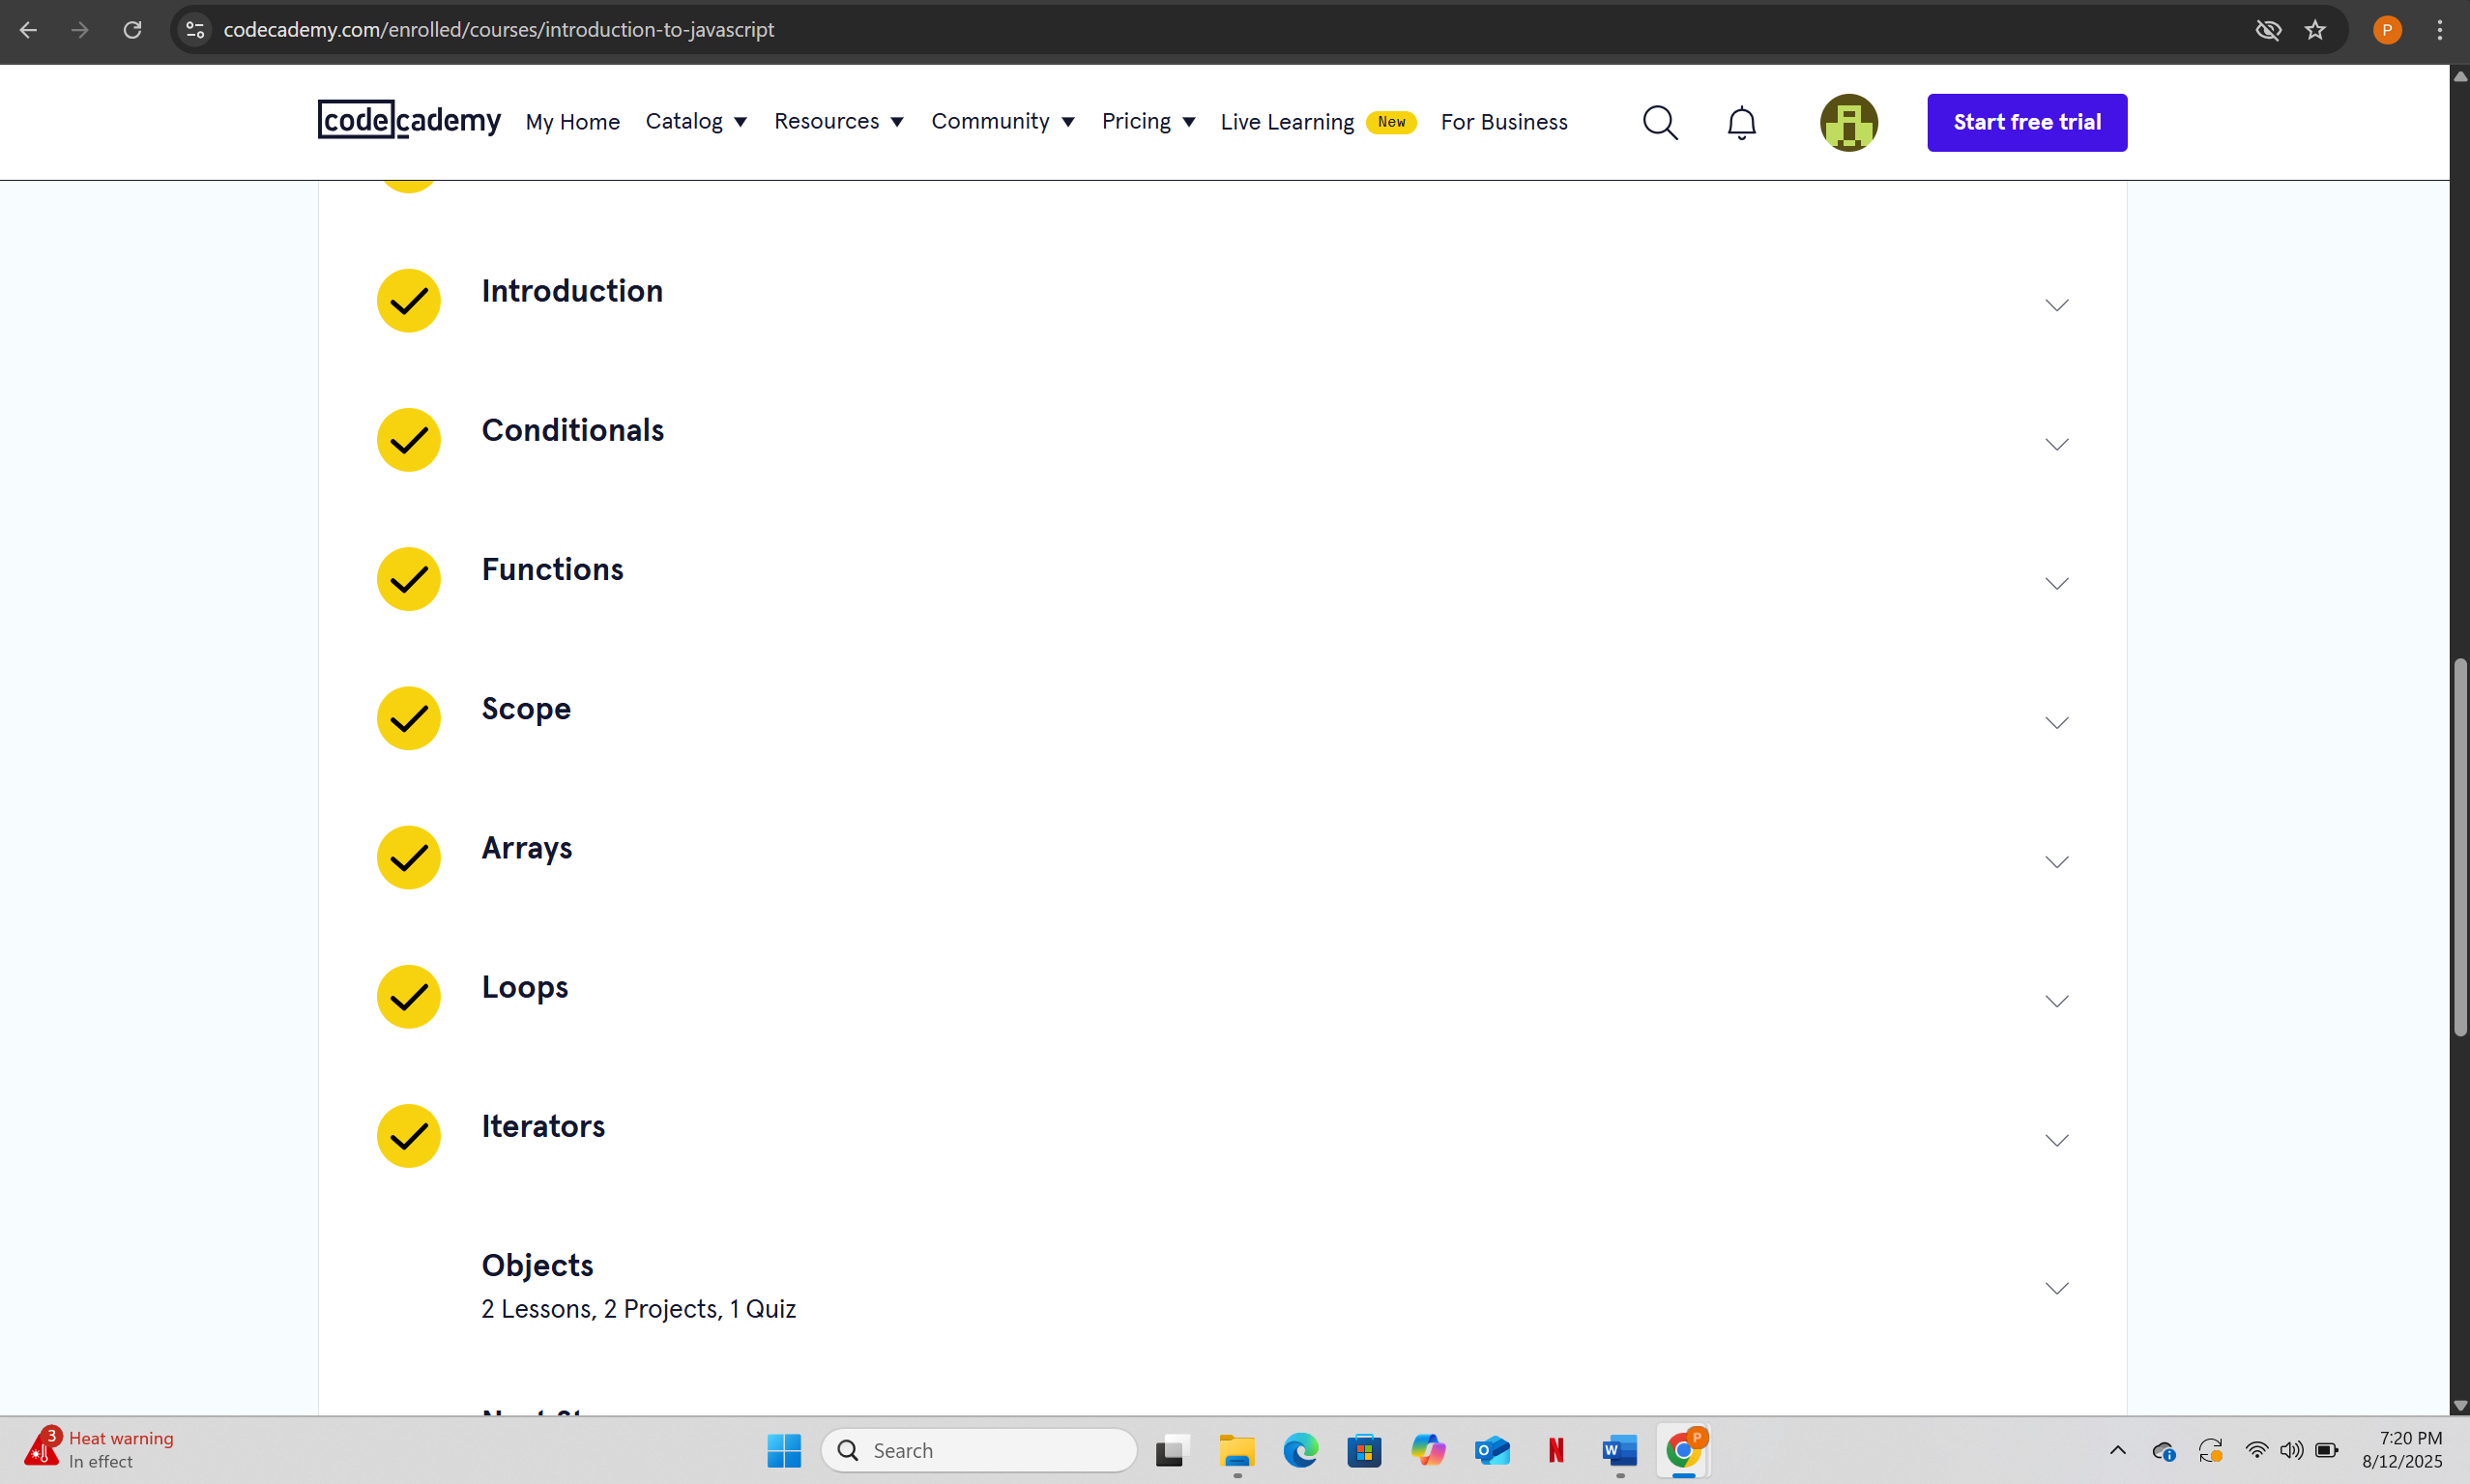 codecademy.com/enrolled/courses/introduction-to-javascript
P
codecademy My Home Catalog Resources Community Pricing Live Learning New For Business Start free trial
Introduction
Conditionals
Functions
Scope
Arrays
Loops
Iterators
Objects
2 Lessons, 2 Projects, 1 Quiz
3 Heat warning
In effect
Search
P
7:20 PM
8/12/2025